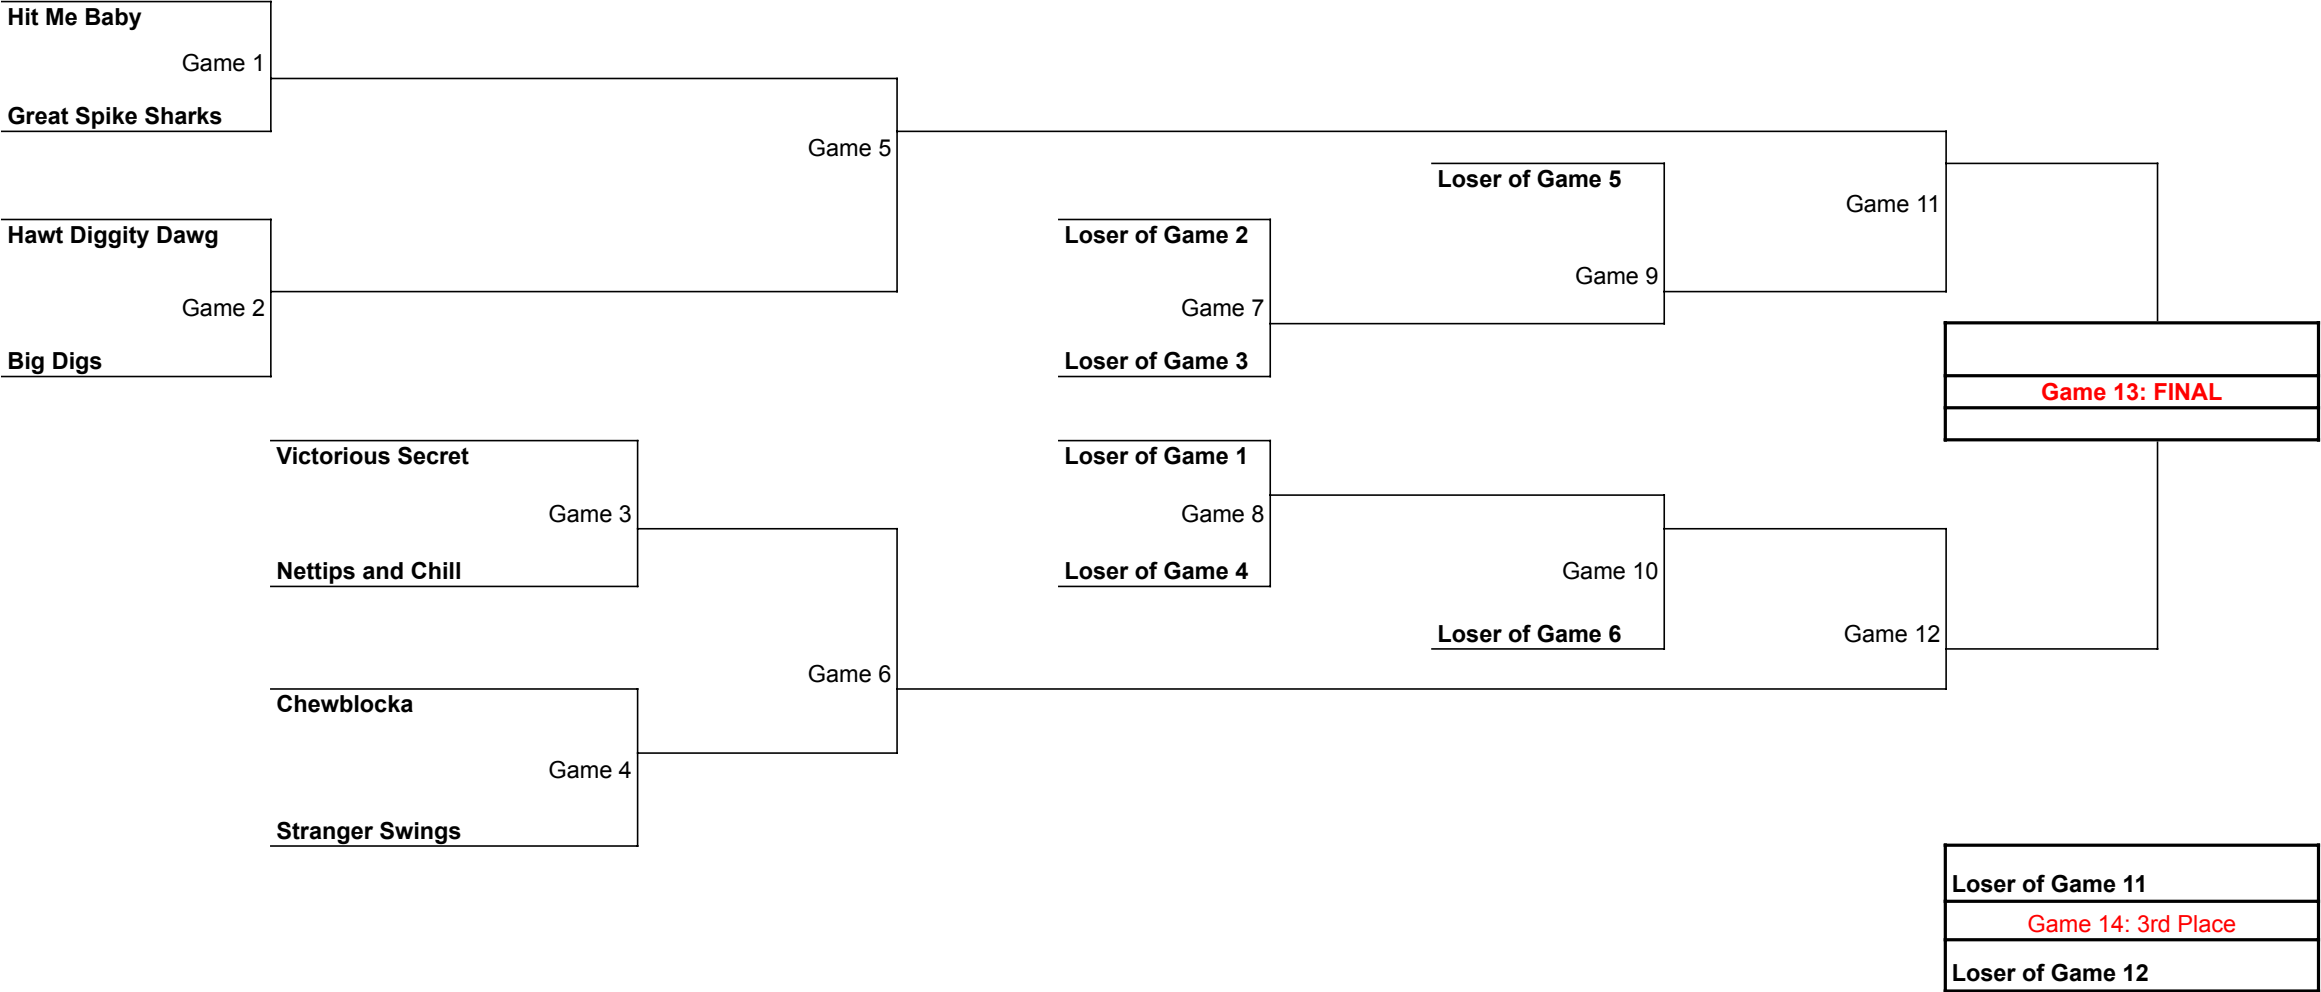 Hit Me Baby
Game 1
Great Spike Sharks
Game 5
Loser of Game 5
Game 11
Hawt Diggity Dawg
Loser of Game 2
Game 9
Game 2
Game 7
Big Digs
Loser of Game 3
Game 13: FINAL
Victorious Secret
Loser of Game 1
Game 3
Game 8
Nettips and Chill
Loser of Game 4
Game 10
Loser of Game 6
Game 12
Game 6
Chewblocka
Game 4
Stranger Swings
Loser of Game 11
Game 14: 3rd Place
Loser of Game 12